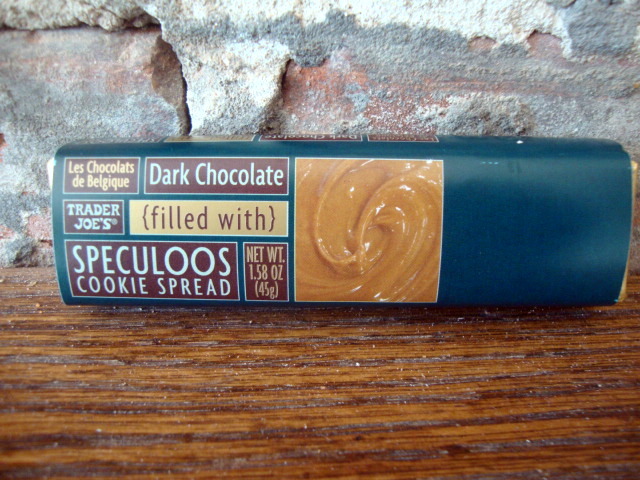 Les Chocolats
de Belgique
Dark Chocolate
TRADER
JOE'S®
{filled with}
SPECULOOS
COOKIE SPREAD
NET WT.
1.58 OZ
(45g)